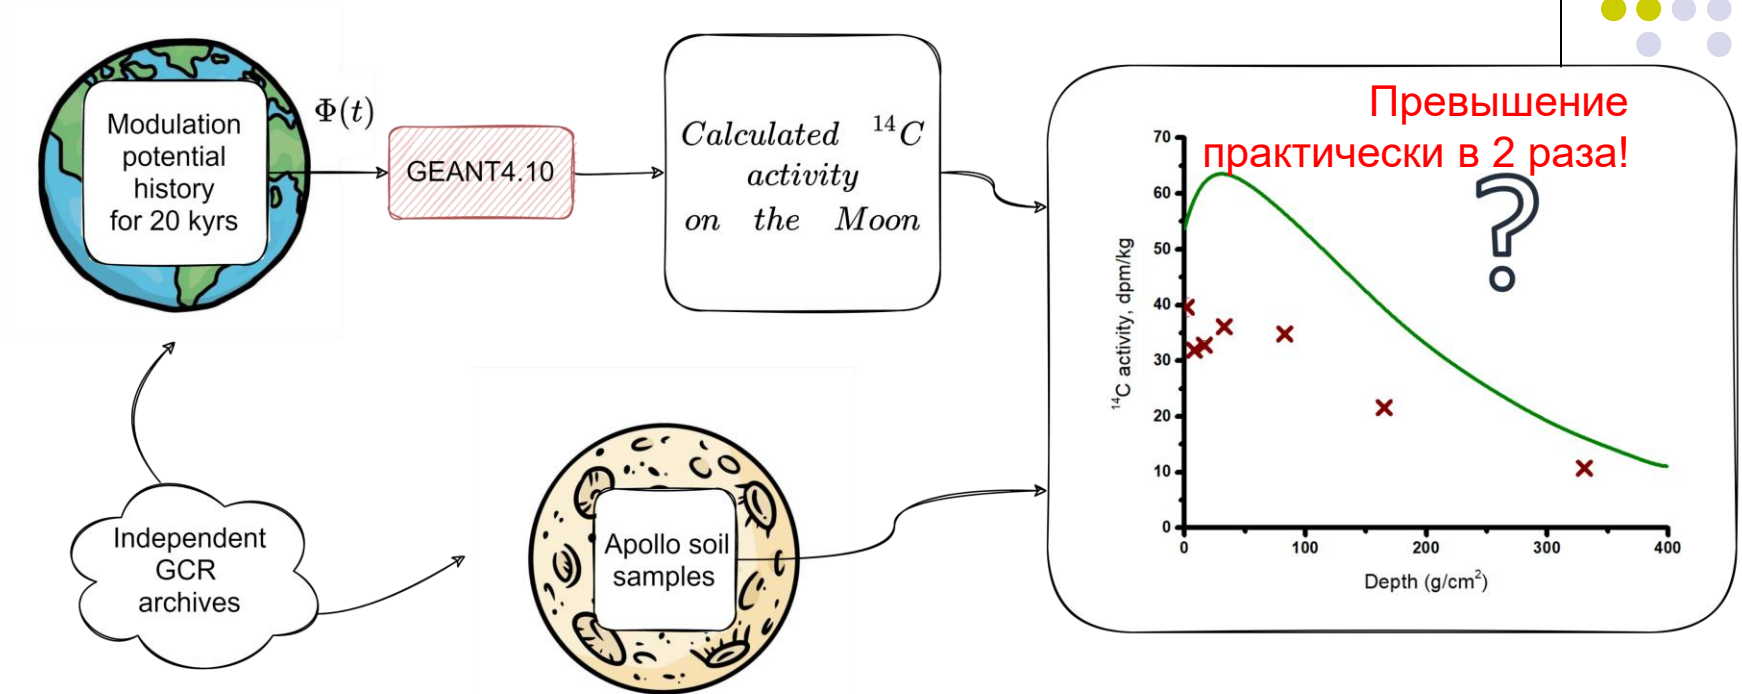 Modulation
potential
history
for 20 kyrs
Φ(t)
GEANT4.10
Calculated ¹⁴C
activity
on the Moon
Превышение
практически в 2 раза!
?
70
60
50
40
30
20
10
0
¹⁴C activity, dpm/kg
0 100 200 300 400
Depth (g/cm²)
Independent
GCR
archives
Apollo soil
samples